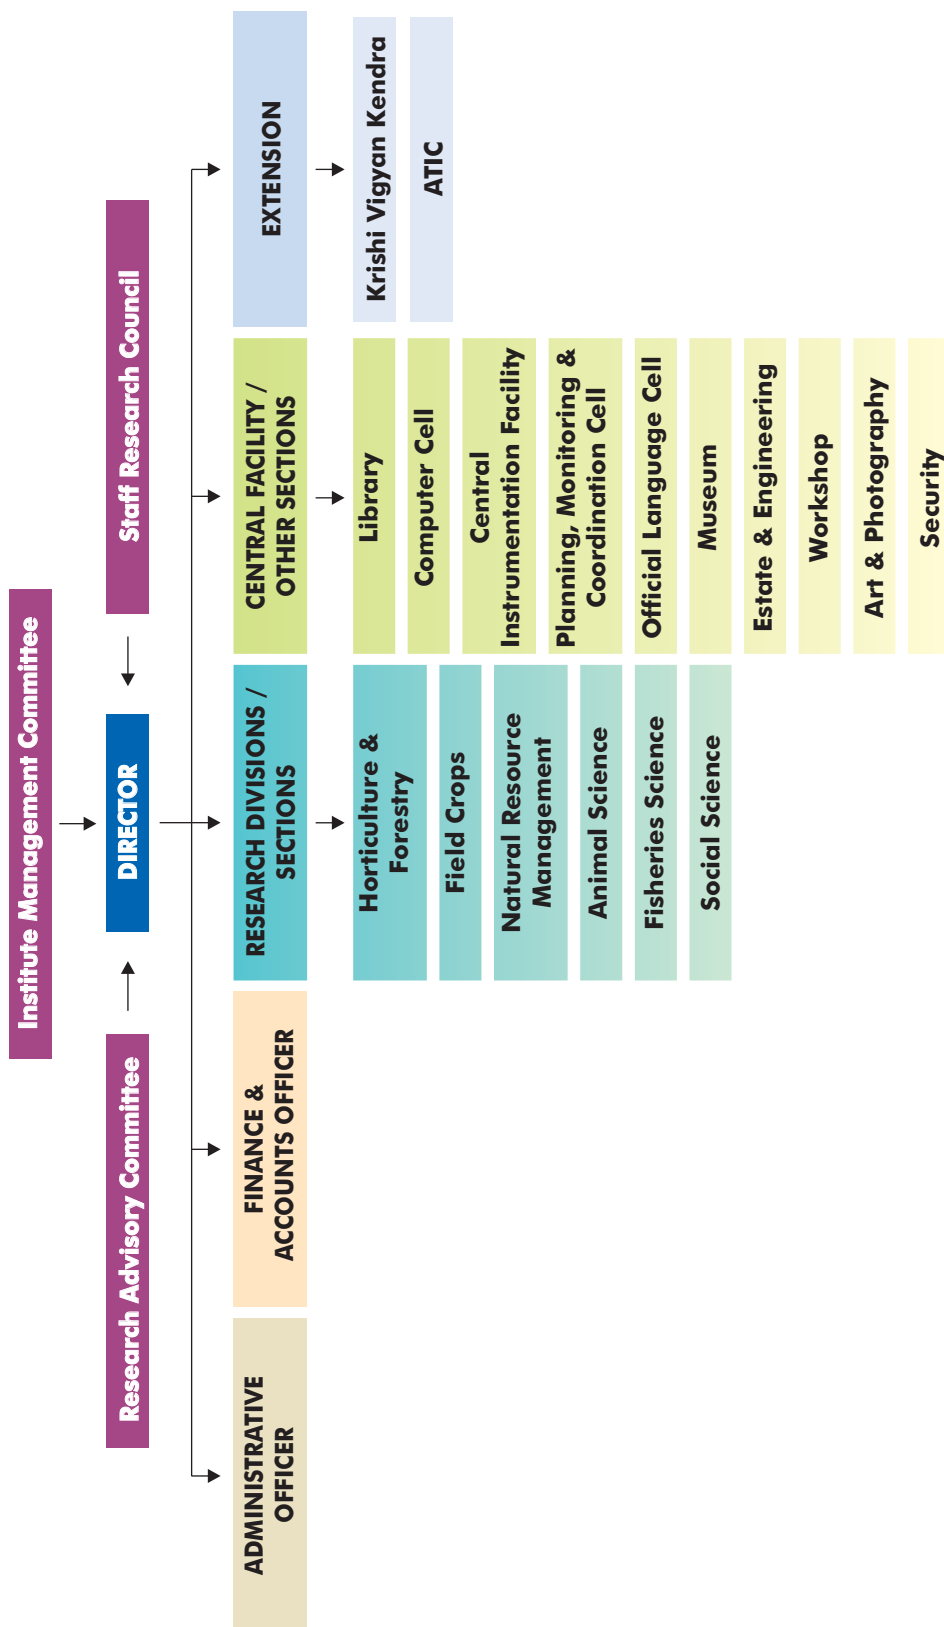 Institute Management Committee
Research Advisory Committee
DIRECTOR
Staff Research Council
ADMINISTRATIVE
OFFICER
FINANCE &
ACCOUNTS OFFICER
RESEARCH DIVISIONS /
SECTIONS
Horticulture &
Forestry
Field Crops
Natural Resource
Management
Animal Science
Fisheries Science
Social Science
CENTRAL FACILITY /
OTHER SECTIONS
Library
Computer Cell
Central
Instrumentation Facility
Planning, Monitoring &
Coordination Cell
Official Language Cell
Museum
Estate & Engineering
Workshop
Art & Photography
Security
EXTENSION
Krishi Vigyan Kendra
ATIC